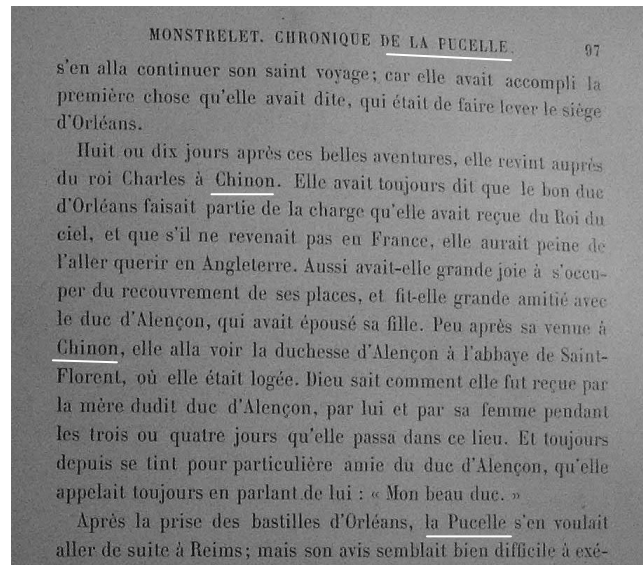 MONSTRELET. CHRONIQUE DE LA PUCELLE. 97
s'en alla continuer son saint voyage; car elle avait accompli la
première chose qu'elle avait dite, qui était de faire lever le siège
d'Orléans.
Huit ou dix jours après ces belles aventures, elle revint auprès
du roi Charles à Chinon. Elle avait toujours dit que le bon duc
d'Orléans faisait partie de la charge qu'elle avait reçue du Roi du
ciel, et que s'il ne revenait pas en France, elle aurait peine de
l'aller querir en Angleterre. Aussi avait-elle grande joie à s'occu-
per du recouvrement de ses places, et fit-elle grande amitié avec
le duc d'Alençon, qui avait épousé sa fille. Peu après sa venue à
Chinon, elle alla voir la duchesse d'Alençon à l'abbaye de Saint-
Florent, où elle était logée. Dieu sait comment elle fut reçue par
la mère dudit duc d'Alençon, par lui et par sa femme pendant
les trois ou quatre jours qu'elle passa dans ce lieu. Et toujours
depuis se tint pour particulière amie du duc d'Alençon, qu'elle
appelait toujours en parlant de lui : « Mon beau duc. »
Après la prise des bastilles d'Orléans, la Pucelle s'en voulait
aller de suite à Reims; mais son avis semblait bien difficile à exé-